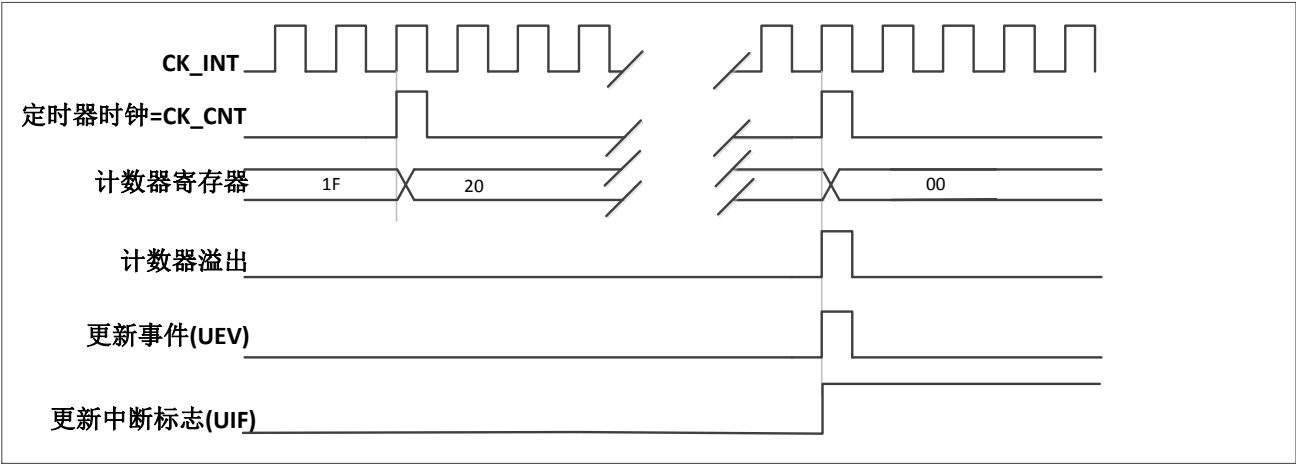 CK_INT
定时器时钟=CK_CNT
计数器寄存器 1F 20 00
计数器溢出
更新事件(UEV)
更新中断标志(UIF)